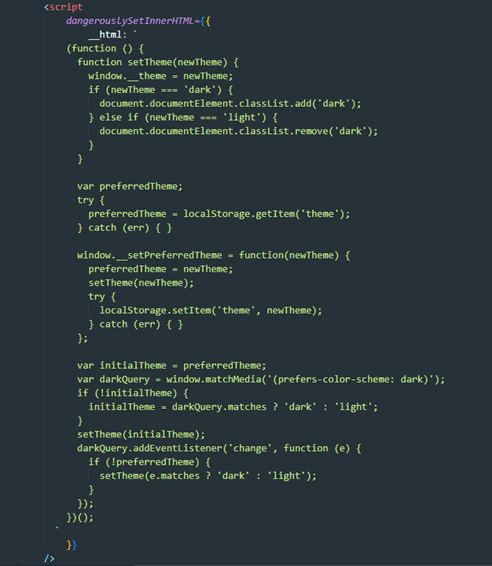 <script
dangerouslySetInnerHTML={{
__html: `
(function () {
function setTheme(newTheme) {
window.__theme = newTheme;
if (newTheme === 'dark') {
document.documentElement.classList.add('dark');
} else if (newTheme === 'light') {
document.documentElement.classList.remove('dark');
}
}
var preferredTheme;
try {
preferredTheme = localStorage.getItem('theme');
} catch (err) { }
window.__setPreferredTheme = function(newTheme) {
preferredTheme = newTheme;
setTheme(newTheme);
try {
localStorage.setItem('theme', newTheme);
} catch (err) { }
};
var initialTheme = preferredTheme;
var darkQuery = window.matchMedia('(prefers-color-scheme: dark)');
if (!initialTheme) {
initialTheme = darkQuery.matches ? 'dark' : 'light';
}
setTheme(initialTheme);
darkQuery.addEventListener('change', function (e) {
if (!preferredTheme) {
setTheme(e.matches ? 'dark' : 'light');
}
});
})();
`
}}
/>